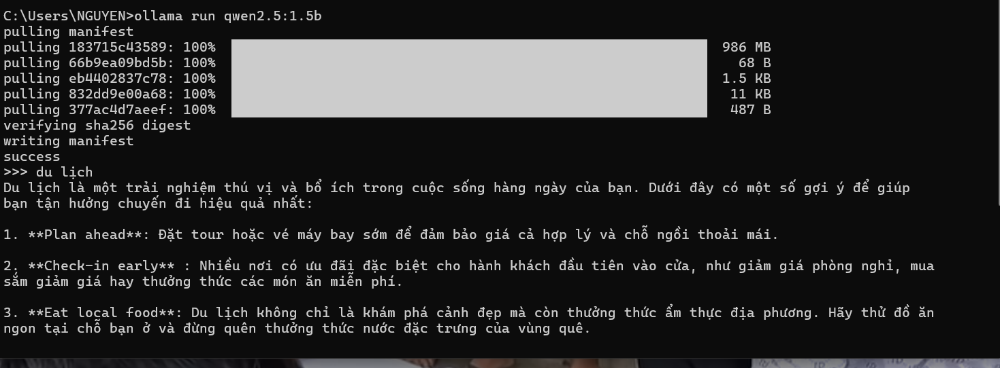 C:\Users\NGUYEN>ollama run qwen2.5:1.5b
pulling manifest
pulling 183715c43589: 100% 986 MB
pulling 66b9ea09bd5b: 100% 68 B
pulling eb4402837c78: 100% 1.5 KB
pulling 832dd9e00a68: 100% 11 KB
pulling 377ac4d7aeef: 100% 487 B
verifying sha256 digest
writing manifest
success
>>> du lịch
Du lịch là một trải nghiệm thú vị và bổ ích trong cuộc sống hàng ngày của bạn. Dưới đây có một số gợi ý để giúp
bạn tận hưởng chuyến đi hiệu quả nhất:
1. **Plan ahead**: Đặt tour hoặc vé máy bay sớm để đảm bảo giá cả hợp lý và chỗ ngồi thoải mái.
2. **Check-in early** : Nhiều nơi có ưu đãi đặc biệt cho hành khách đầu tiên vào cửa, như giảm giá phòng nghỉ, mua
sắm giảm giá hay thưởng thức các món ăn miễn phí.
3. **Eat local food**: Du lịch không chỉ là khám phá cảnh đẹp mà còn thưởng thức ẩm thực địa phương. Hãy thử đồ ăn
ngon tại chỗ bạn ở và đừng quên thưởng thức nước đặc trưng của vùng quê.